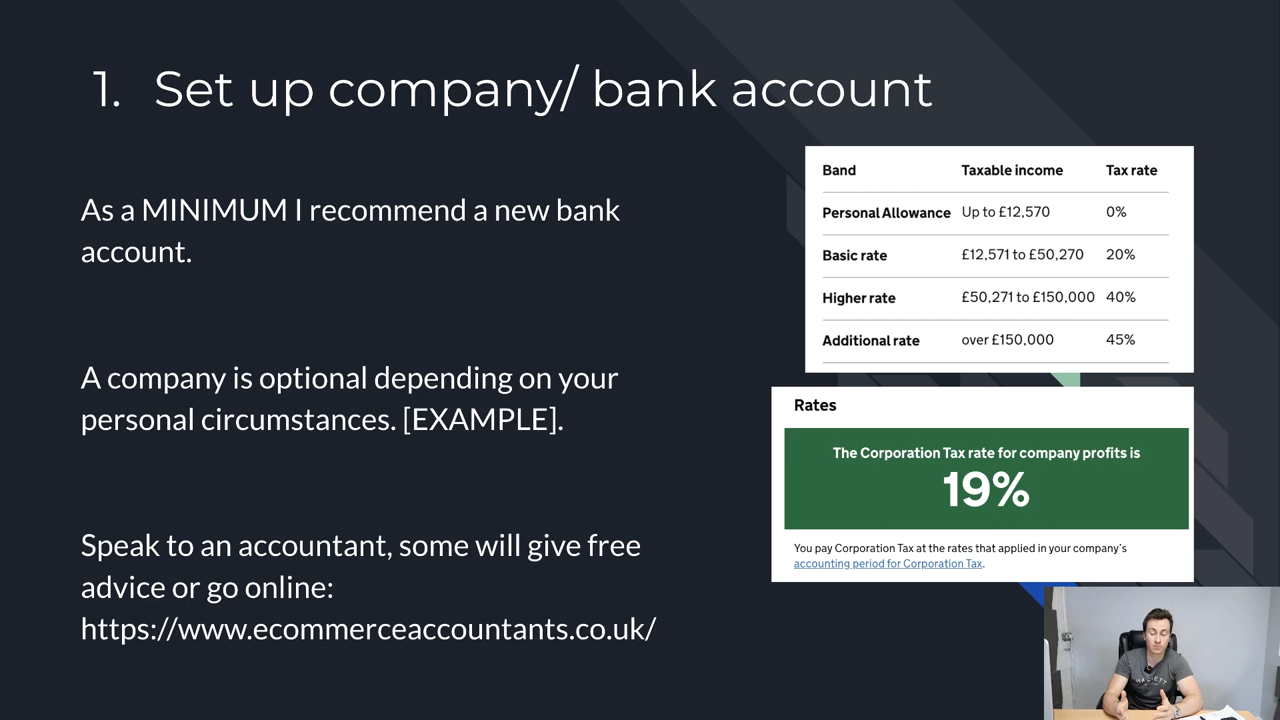 1. Set up company/ bank account
As a MINIMUM I recommend a new bank
account.
A company is optional depending on your
personal circumstances. [EXAMPLE].
Speak to an accountant, some will give free
advice or go online:
https://www.ecommerceaccountants.co.uk/
Band Taxable income Tax rate
Personal Allowance Up to £12,570 0%
Basic rate £12,571 to £50,270 20%
Higher rate £50,271 to £150,000 40%
Additional rate over £150,000 45%
Rates
The Corporation Tax rate for company profits is
19%
You pay Corporation Tax at the rates that applied in your company's
accounting period for Corporation Tax.